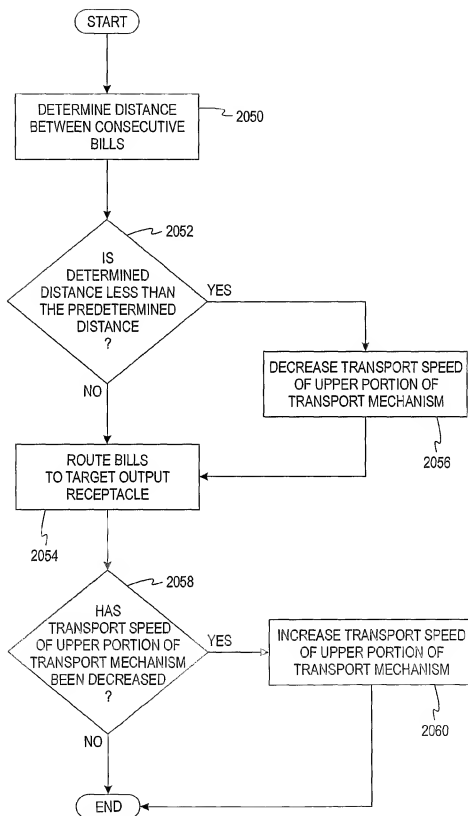 START
DETERMINE DISTANCE
BETWEEN CONSECUTIVE
BILLS
2050
2052
IS
DETERMINED
DISTANCE LESS THAN
THE PREDETERMINED
DISTANCE
?
YES
NO
DECREASE TRANSPORT SPEED
OF UPPER PORTION OF
TRANSPORT MECHANISM
2056
ROUTE BILLS
TO TARGET OUTPUT
RECEPTACLE
2054
2058
HAS
TRANSPORT SPEED
OF UPPER PORTION OF
TRANSPORT MECHANISM
BEEN DECREASED
?
YES
NO
INCREASE TRANSPORT SPEED
OF UPPER PORTION OF
TRANSPORT MECHANISM
2060
END